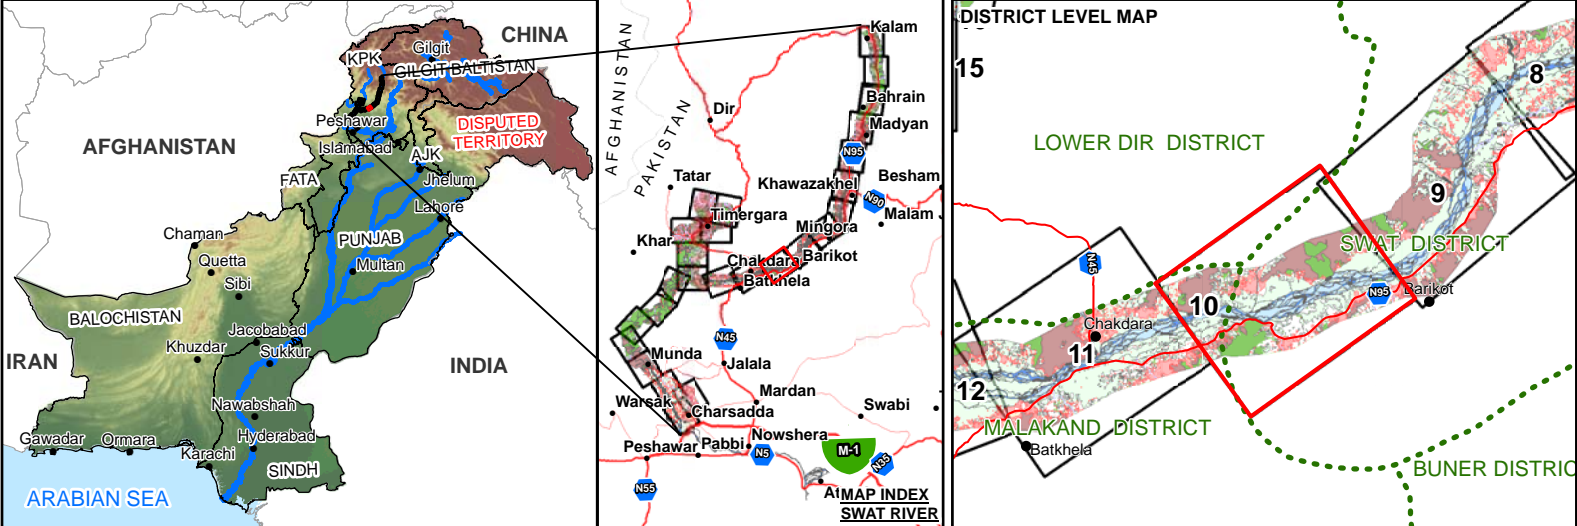 CHINA
Gilgit
KPK
GILGIT BALTISTAN
Peshawar
DISPUTED
TERRITORY
AFGHANISTAN
Islamabad
AJK
FATA
Jhelum
Lahore
Chaman
PUNJAB
Quetta
Multan
Sibi
BALOCHISTAN
Jacobabad
Khuzdar
Sukkur
IRAN
INDIA
Nawabshah
Gawadar
Ormara
Hyderabad
Karachi
SINDH
ARABIAN SEA
AFGHANISTAN
PAKISTAN
Kalam
Dir
Bahrain
Madyan
N95
Tatar
Khawazakhel
Besham
N90
Malam
Timergara
Mingora
Khar
Chakdara
Barikot
Batkhela
N45
Munda
Jalala
Mardan
Warsak
Charsadda
Swabi
Nowshera
Peshawar
Pabbi
N5
M-1
N35
N55
At
MAP INDEX
SWAT RIVER
DISTRICT LEVEL MAP
15
8
LOWER DIR DISTRICT
9
SWAT DISTRICT
N45
N95
Barikot
10
Chakdara
11
12
MALAKAND DISTRICT
Batkhela
BUNER DISTRIC